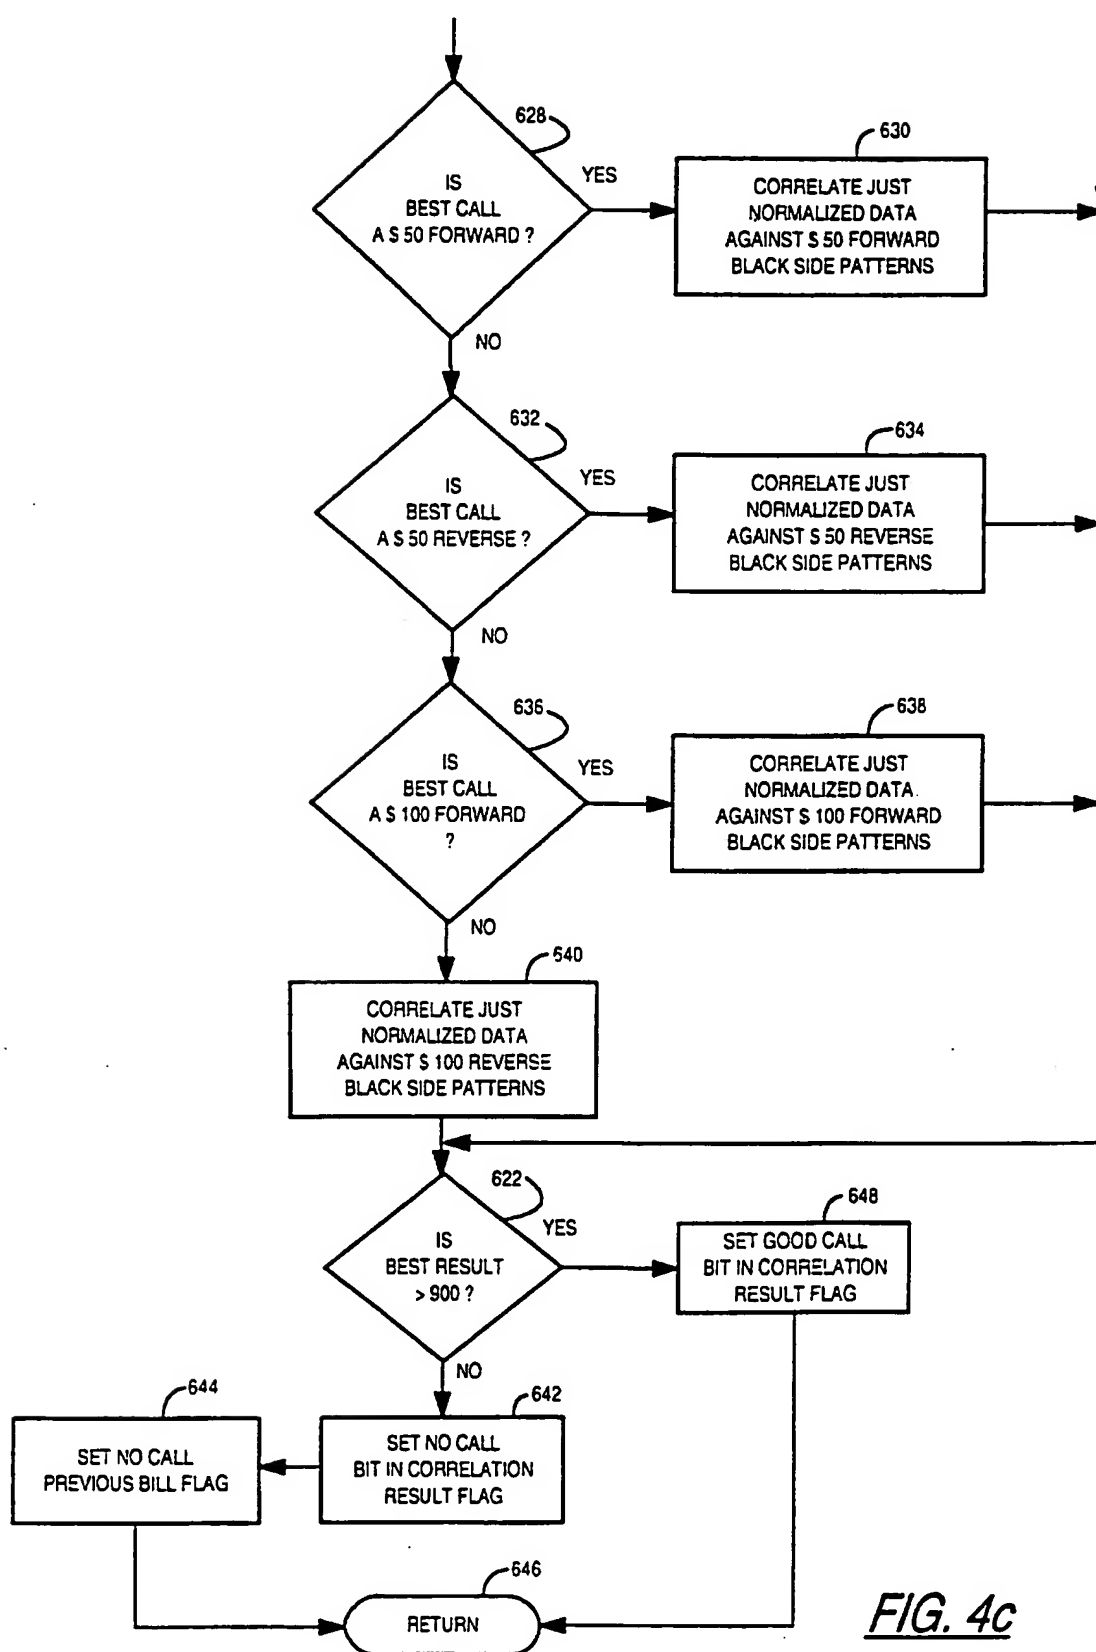 628
IS
BEST CALL
A $ 50 FORWARD ?
YES
630
CORRELATE JUST
NORMALIZED DATA
AGAINST $ 50 FORWARD
BLACK SIDE PATTERNS
NO
632
IS
BEST CALL
A $ 50 REVERSE ?
YES
634
CORRELATE JUST
NORMALIZED DATA
AGAINST $ 50 REVERSE
BLACK SIDE PATTERNS
NO
636
IS
BEST CALL
A $ 100 FORWARD
?
YES
638
CORRELATE JUST
NORMALIZED DATA
AGAINST $ 100 FORWARD
BLACK SIDE PATTERNS
NO
640
CORRELATE JUST
NORMALIZED DATA
AGAINST $ 100 REVERSE
BLACK SIDE PATTERNS
622
IS
BEST RESULT
> 900 ?
YES
648
SET GOOD CALL
BIT IN CORRELATION
RESULT FLAG
NO
642
SET NO CALL
BIT IN CORRELATION
RESULT FLAG
644
SET NO CALL
PREVIOUS BILL FLAG
646
RETURN
FIG. 4c